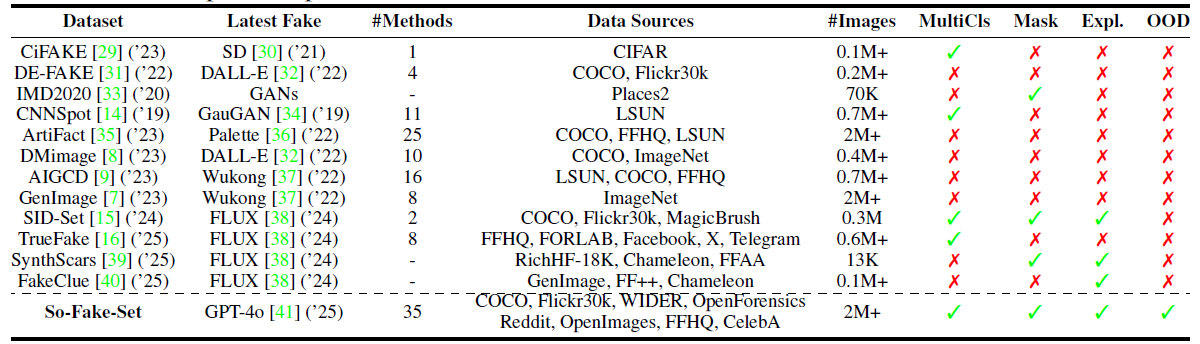 Dataset Latest Fake #Methods Data Sources #Images MultiCls Mask Expl. OOD
CiFAKE [29] ('23) SD [30] ('21) 1 CIFAR 0.1M+ ✓ ✗ ✗ ✗
DE-FAKE [31] ('22) DALL-E [32] ('22) 4 COCO, Flickr30k 0.2M+ ✗ ✗ ✗ ✗
IMD2020 [33] ('20) GANs - Places2 70K ✗ ✓ ✗ ✗
CNNSpot [14] ('19) GauGAN [34] ('19) 11 LSUN 0.7M+ ✓ ✗ ✗ ✗
ArtiFact [35] ('23) Palette [36] ('22) 25 COCO, FFHQ, LSUN 2M+ ✗ ✗ ✗ ✗
DMimage [8] ('23) DALL-E [32] ('22) 10 COCO, ImageNet 0.4M+ ✗ ✗ ✗ ✗
AIGCD [9] ('23) Wukong [37] ('22) 16 LSUN, COCO, FFHQ 0.7M+ ✗ ✗ ✗ ✗
GenImage [7] ('23) Wukong [37] ('22) 8 ImageNet 2M+ ✗ ✗ ✗ ✗
SID-Set [15] ('24) FLUX [38] ('24) 2 COCO, Flickr30k, MagicBrush 0.3M ✓ ✓ ✓ ✗
TrueFake [16] ('25) FLUX [38] ('24) 8 FFHQ, FORLAB, Facebook, X, Telegram 0.6M+ ✓ ✗ ✗ ✗
SynthScars [39] ('25) FLUX [38] ('24) - RichHF-18K, Chameleon, FFAA 13K ✗ ✓ ✓ ✗
FakeClue [40] ('25) FLUX [38] ('24) - GenImage, FF++, Chameleon 0.1M+ ✗ ✗ ✓ ✗
So-Fake-Set GPT-4o [41] ('25) 35 COCO, Flickr30k, WIDER, OpenForensics
Reddit, OpenImages, FFHQ, CelebA 2M+ ✓ ✓ ✓ ✓